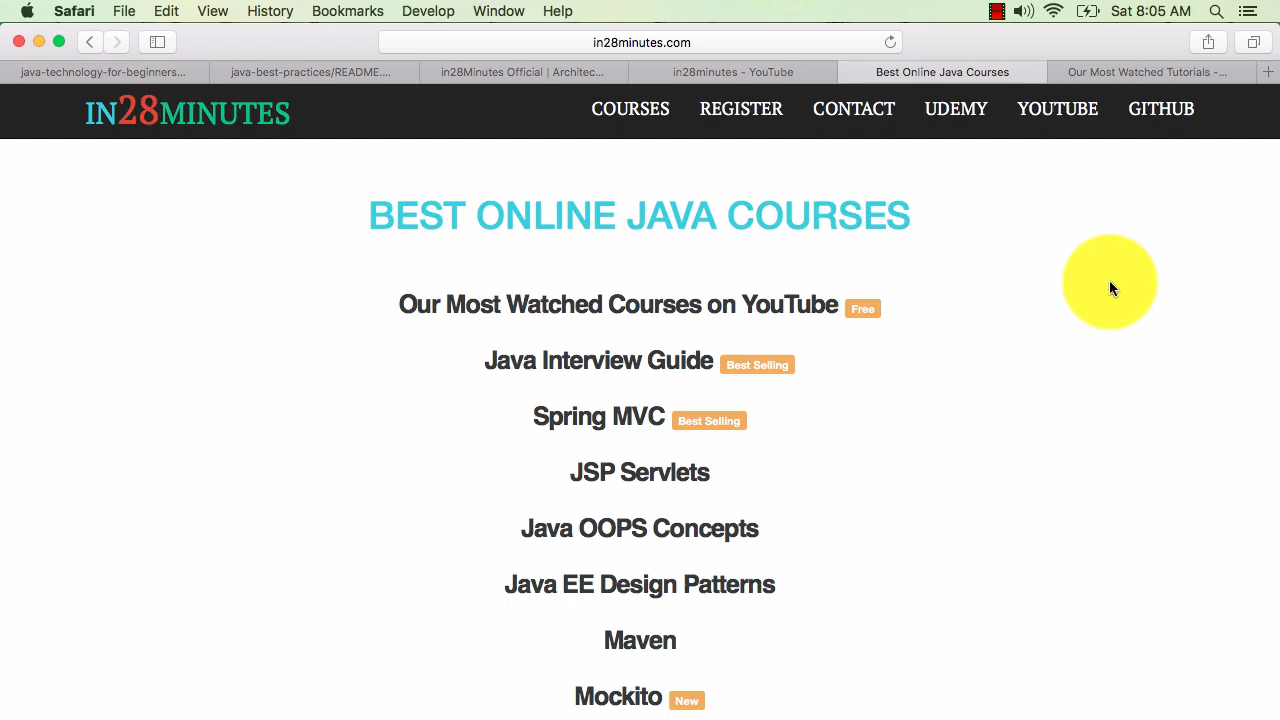 Safari File Edit View History Bookmarks Develop Window Help Sat 8:05 AM
in28minutes.com
java-technology-for-beginners... java-best-practices/README.... in28Minutes Official | Architec... in28minutes - YouTube Best Online Java Courses Our Most Watched Tutorials -...
IN28MINUTES COURSES REGISTER CONTACT UDEMY YOUTUBE GITHUB
BEST ONLINE JAVA COURSES
Our Most Watched Courses on YouTube Free
Java Interview Guide Best Selling
Spring MVC Best Selling
JSP Servlets
Java OOPS Concepts
Java EE Design Patterns
Maven
Mockito New